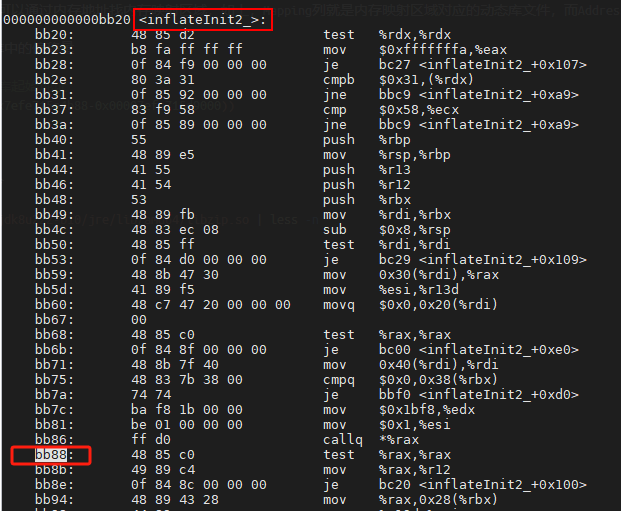 000000000000bb20 <inflateInit2_>:
bb20: 48 85 d2 test %rdx,%rdx
bb23: b8 fa ff ff ff mov $0xfffffffa,%eax
bb28: 0f 84 f9 00 00 00 je bc27 <inflateInit2_+0x107>
bb2e: 80 3a 31 cmpb $0x31,(%rdx)
bb31: 0f 85 92 00 00 00 jne bbc9 <inflateInit2_+0xa9>
bb37: 83 f9 58 cmp $0x58,%ecx
bb3a: 0f 85 89 00 00 00 jne bbc9 <inflateInit2_+0xa9>
bb40: 55 push %rbp
bb41: 48 89 e5 mov %rsp,%rbp
bb44: 41 55 push %r13
bb46: 41 54 push %r12
bb48: 53 push %rbx
bb49: 48 89 fb mov %rdi,%rbx
bb4c: 48 83 ec 08 sub $0x8,%rsp
bb50: 48 85 ff test %rdi,%rdi
bb53: 0f 84 d0 00 00 00 je bc29 <inflateInit2_+0x109>
bb59: 48 8b 47 30 mov 0x30(%rdi),%rax
bb5d: 41 89 f5 mov %esi,%r13d
bb60: 48 c7 47 20 00 00 00 movq $0x0,0x20(%rdi)
bb67: 00
bb68: 48 85 c0 test %rax,%rax
bb6b: 0f 84 8f 00 00 00 je bc00 <inflateInit2_+0xe0>
bb71: 48 8b 7f 40 mov 0x40(%rdi),%rdi
bb75: 48 83 7b 38 00 cmpq $0x0,0x38(%rbx)
bb7a: 74 74 je bbf0 <inflateInit2_+0xd0>
bb7c: ba f8 1b 00 00 mov $0x1bf8,%edx
bb81: be 01 00 00 00 mov $0x1,%esi
bb86: ff d0 callq *%rax
bb88: 48 85 c0 test %rax,%rax
bb8b: 49 89 c4 mov %rax,%r12
bb8e: 0f 84 8c 00 00 00 je bc20 <inflateInit2_+0x100>
bb94: 48 89 43 28 mov %rax,0x28(%rbx)